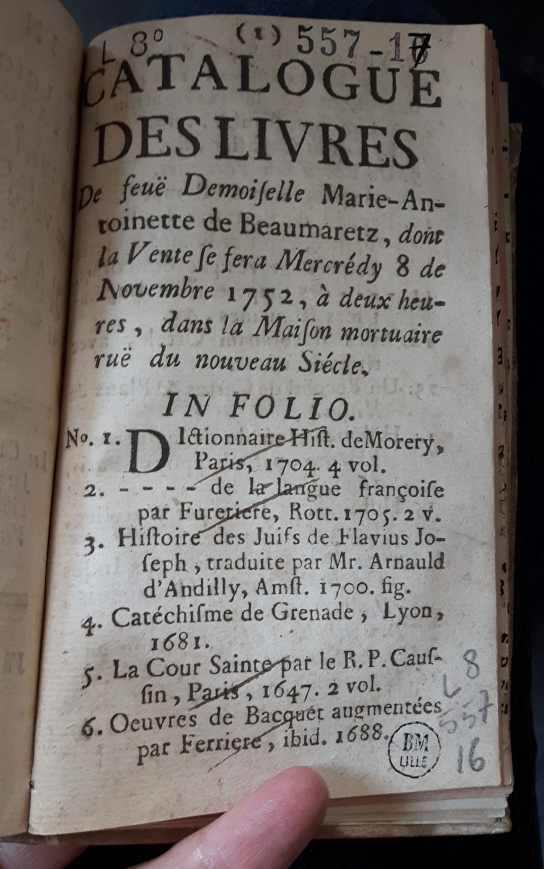 L 8° (1) 557-17
CATALOGUE
DES LIVRES
De feuë Demoiſelle Marie-An-
toinette de Beaumaretz, dont
la Vente ſe fera Mercrédy 8 de
Novembre 1752, à deux heu-
res, dans la Maiſon mortuaire
ruë du nouveau Siécle.
IN FOLIO.
No. 1. DIctionnaire Hiſt. de Morery,
Paris, 1704. 4 vol.
2. - - - - de la langue françoiſe
par Furetiere, Rott. 1705. 2 v.
3. Hiſtoire des Juifs de Flavius Jo-
ſeph, traduite par Mr. Arnauld
d'Andilly, Amſt. 1700. fig.
4. Catéchiſme de Grenade, Lyon,
1681.
5. La Cour Sainte par le R. P. Cauſ-
ſin, Paris, 1647. 2 vol.
6. Oeuvres de Bacquet augmentées
par Ferriere, ibid. 1688.
L 8
557
16
BM
LILLE